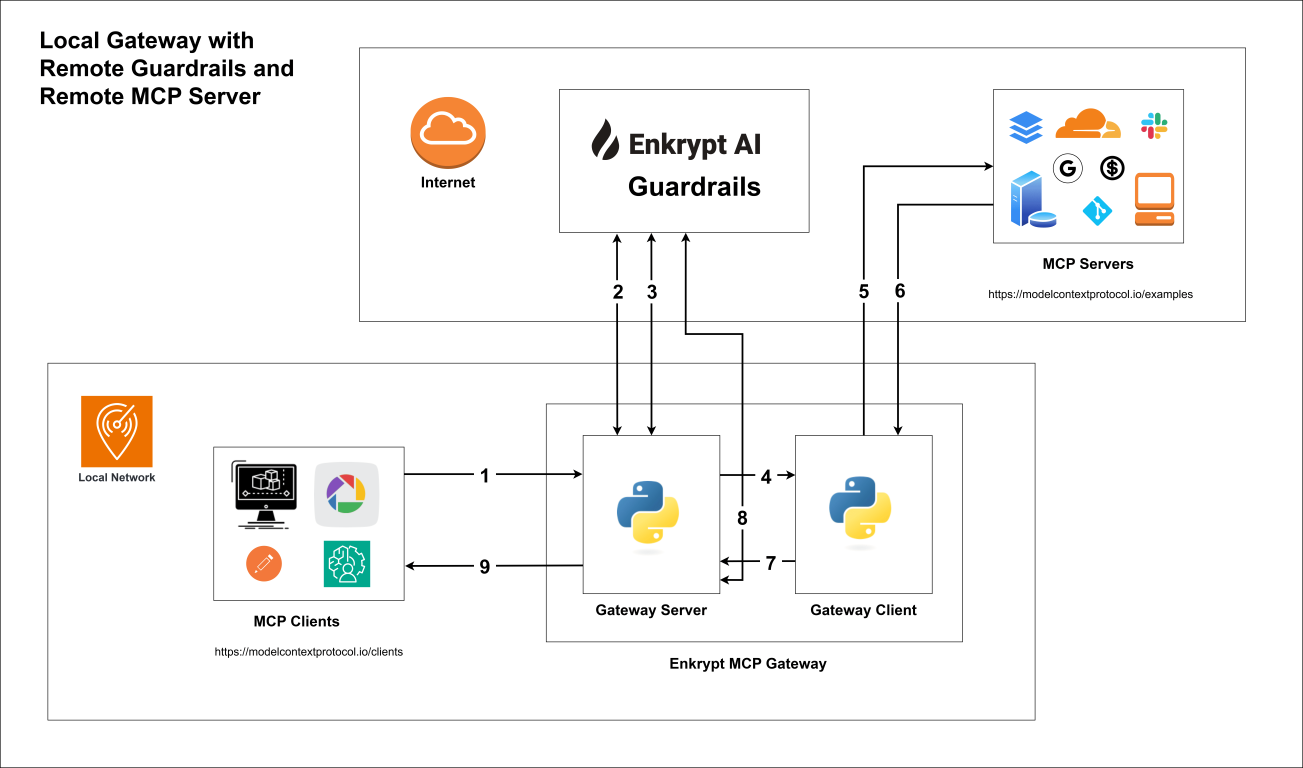 Local Gateway with
Remote Guardrails and
Remote MCP Server
Internet
Enkrypt AI
Guardrails
G
$
MCP Servers
https://modelcontextprotocol.io/examples
2
3
5
6
Local Network
1
4
8
7
9
Gateway Server
Gateway Client
MCP Clients
https://modelcontextprotocol.io/clients
Enkrypt MCP Gateway